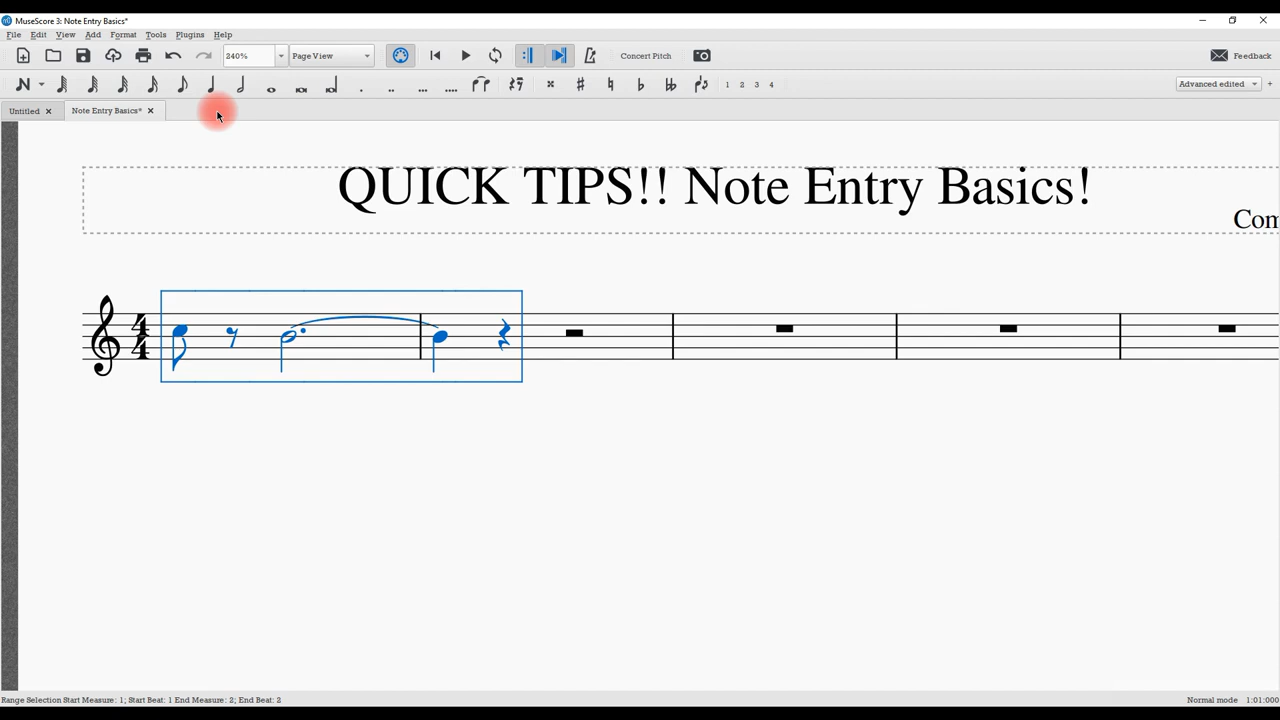 MuseScore 3: Note Entry Basics*
File Edit View Add Format Tools Plugins Help
240% Page View Concert Pitch Feedback
1 2 3 4 Advanced edited +
Untitled Note Entry Basics*
QUICK TIPS!! Note Entry Basics!
Com
4
4
Range Selection Start Measure: 1; Start Beat: 1 End Measure: 2; End Beat: 2 Normal mode 1:01:000